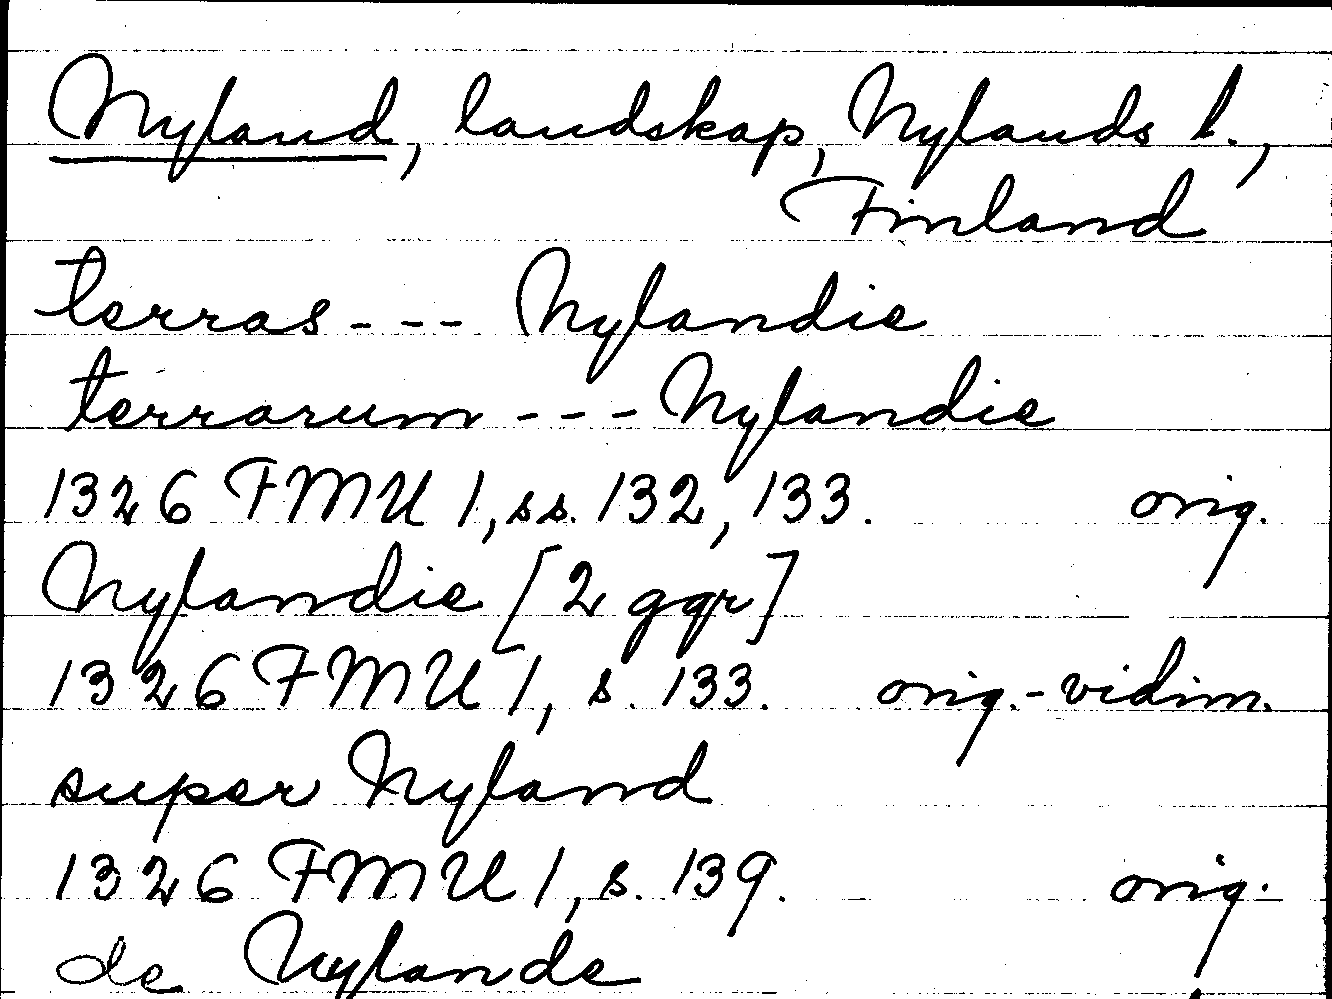 Nyland, landskap, Nylands l.,
Finland
terras --- Nylandie
terrarum --- Nylandie
1326 FMU 1, ss. 132, 133. orig.
Nylandie [2 ggr]
1326 FMU 1, s. 133. orig.-vidim.
super Nyland
1326 FMU 1, s. 139. orig.
de Nylande